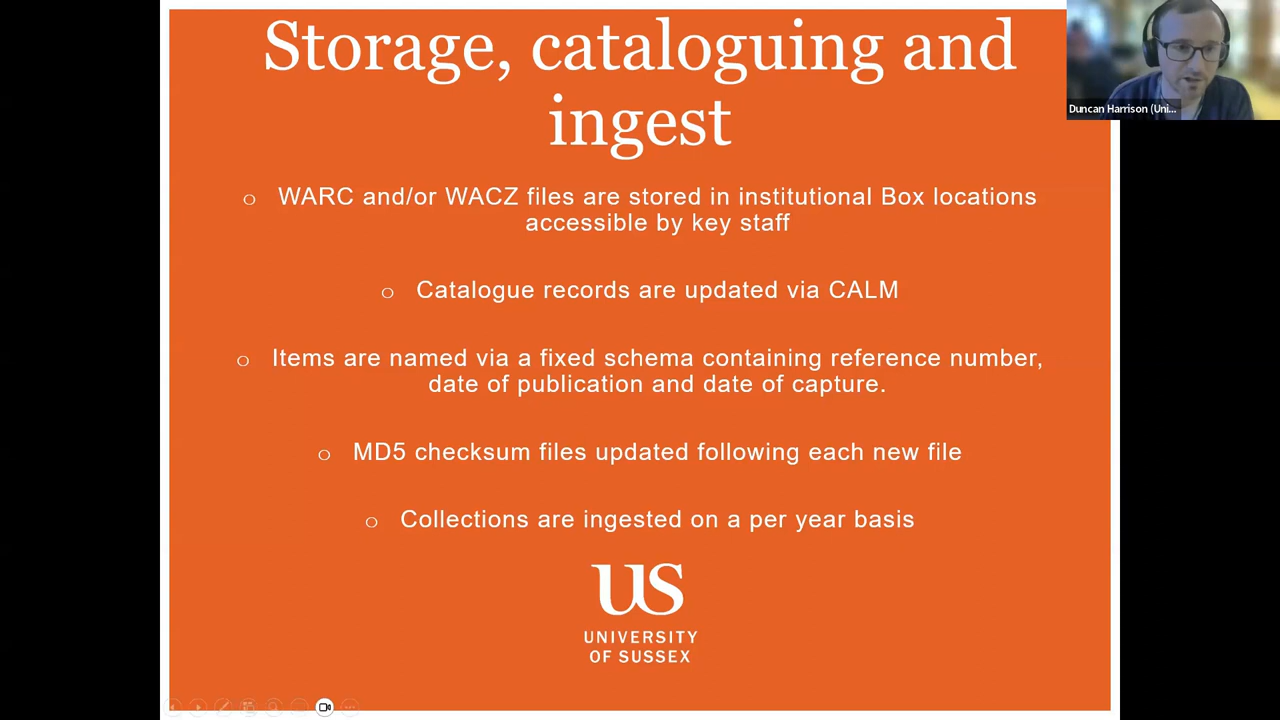 Storage, cataloguing and
ingest
Duncan Harrison (Uni...
o WARC and/or WACZ files are stored in institutional Box locations
accessible by key staff
o Catalogue records are updated via CALM
o Items are named via a fixed schema containing reference number,
date of publication and date of capture.
o MD5 checksum files updated following each new file
o Collections are ingested on a per year basis
US
UNIVERSITY
OF SUSSEX